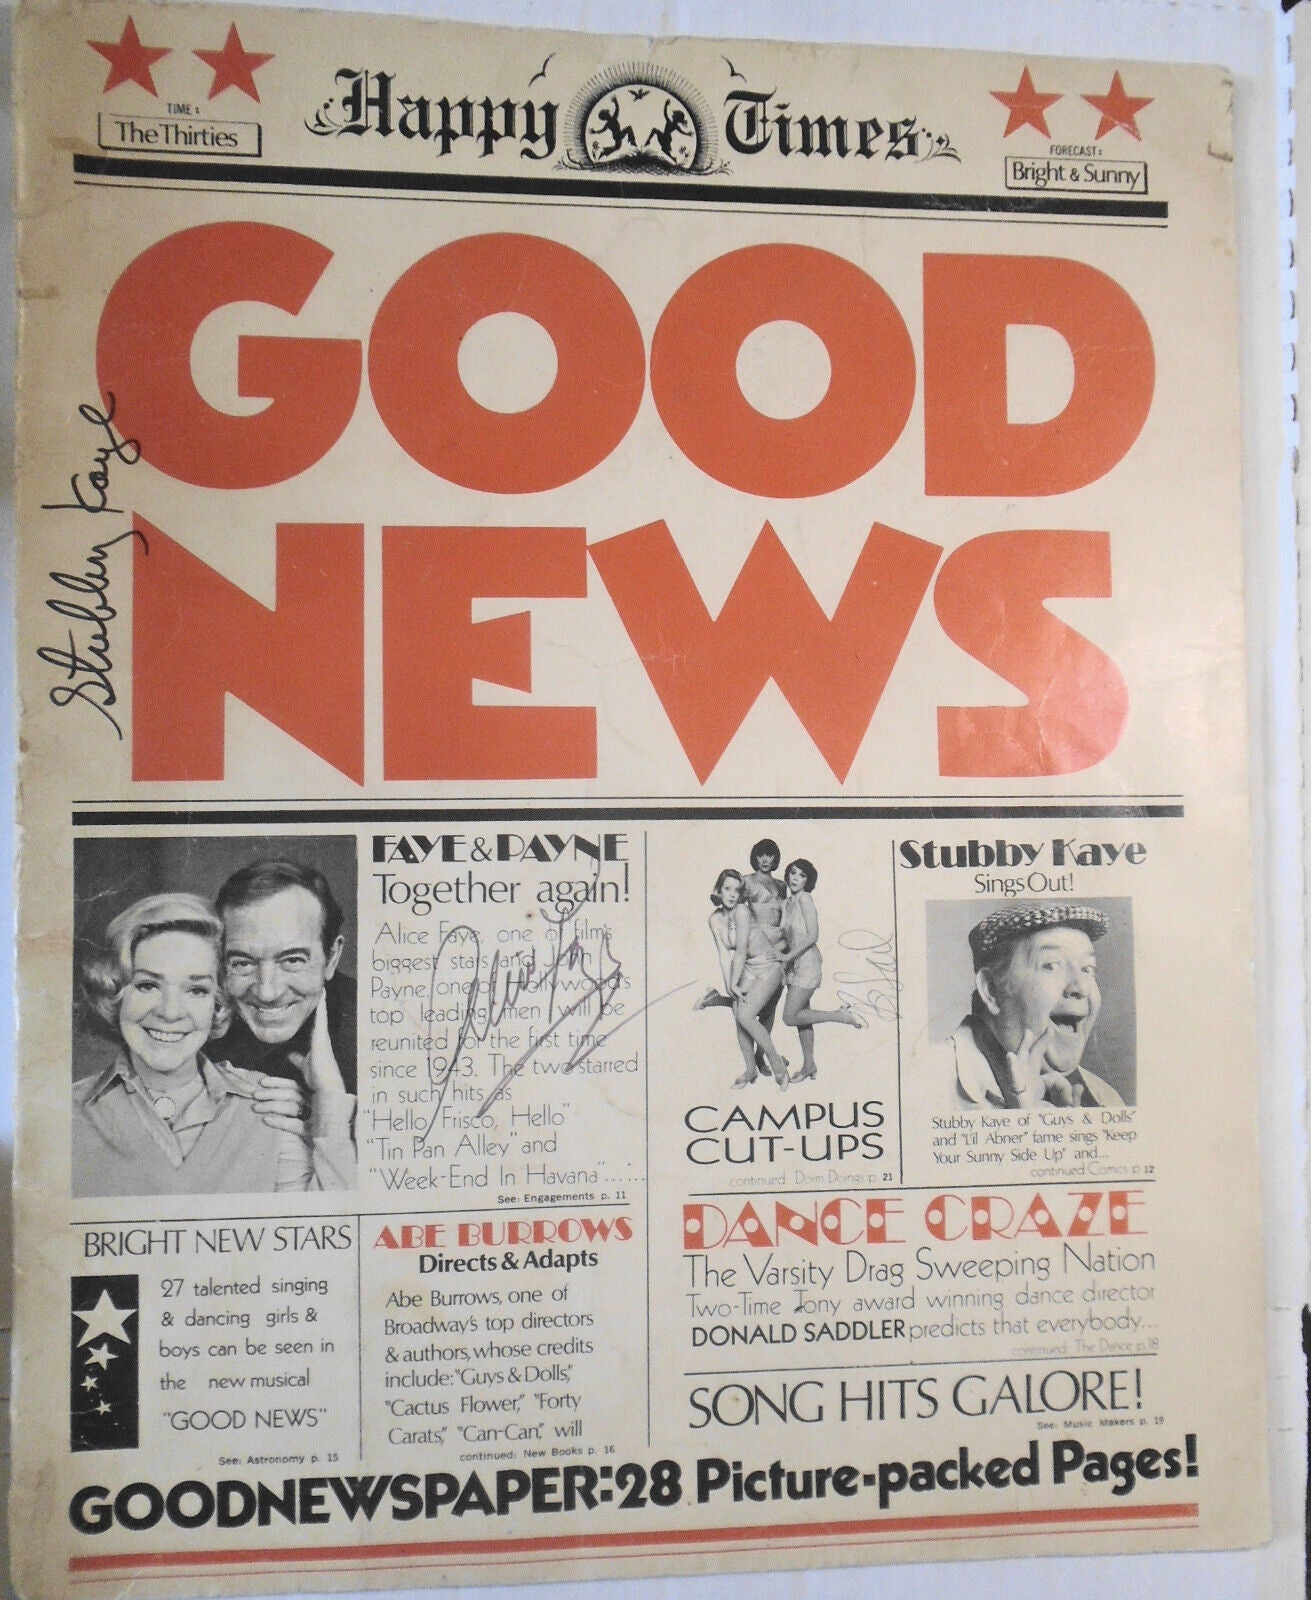 TIME:
The Thirties
Happy Times
FORECAST:
Bright & Sunny
GOOD
NEWS
Stubby Kaye
FAYE & PAYNE
Together again!
Alice Faye, one of film's
biggest stars and John
Payne, one of Hollywood's
top leading men will be
reunited for the first time
since 1943. The two starred
in such hits as
"Hello, Frisco, Hello"
"Tin Pan Alley" and
"Week-End In Havana"......
See: Engagements p. 11
Alice Faye
CAMPUS
CUT-UPS
continued: Dorm Doings p. 21
Stubby Kaye
Sings Out!
Stubby Kaye of "Guys & Dolls"
and "Li'l Abner" fame sings "Keep
Your Sunny Side Up" and...
continued: Comics p 12
BRIGHT NEW STARS
27 talented singing
& dancing girls &
boys can be seen in
the new musical
"GOOD NEWS"
See: Astronomy p. 15
ABE BURROWS
Directs & Adapts
Abe Burrows, one of
Broadway's top directors
& authors, whose credits
include: "Guys & Dolls,"
"Cactus Flower," "Forty
Carats," "Can-Can," will
continued: New Books p. 16
DANCE CRAZE
The Varsity Drag Sweeping Nation
Two-Time Tony award winning dance director
DONALD SADDLER predicts that everybody...
continued: The Dance p. 18
SONG HITS GALORE!
See: Music Makers p. 19
GOODNEWSPAPER: 28 Picture-packed Pages!